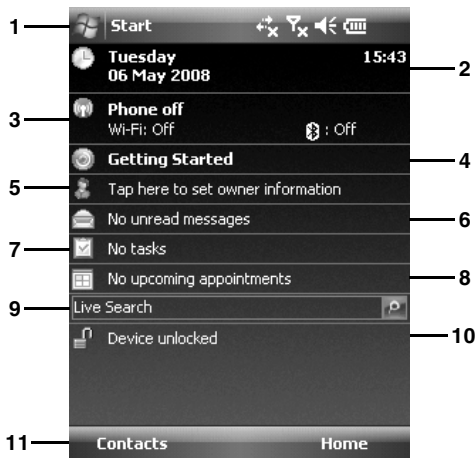 1 Start
Tuesday 15:43 2
06 May 2008
3 Phone off
Wi-Fi: Off : Off
Getting Started 4
5 Tap here to set owner information
No unread messages 6
7 No tasks
No upcoming appointments 8
9 Live Search
Device unlocked 10
11 Contacts Home